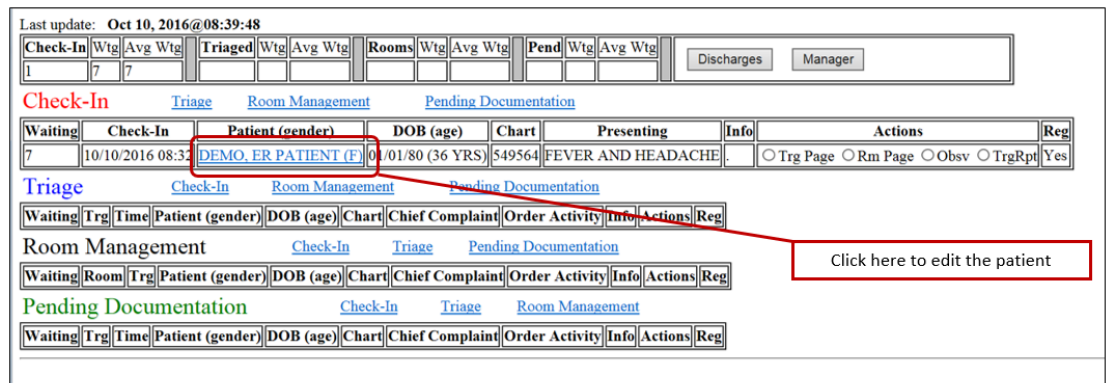 Last update: Oct 10, 2016@08:39:48
Check-In Wtg Avg Wtg Triaged Wtg Avg Wtg Rooms Wtg Avg Wtg Pend Wtg Avg Wtg
Discharges Manager
1 7 7
Check-In Triage Room Management Pending Documentation
Waiting Check-In Patient (gender) DOB (age) Chart Presenting Info Actions Reg
7 10/10/2016 08:32 DEMO, ER PATIENT (F) 01/01/80 (36 YRS) 549564 FEVER AND HEADACHE . Trg Page Rm Page Obsv TrgRpt Yes
Triage Check-In Room Management Pending Documentation
Waiting Trg Time Patient (gender) DOB (age) Chart Chief Complaint Order Activity Info Actions Reg
Room Management Check-In Triage Pending Documentation
Click here to edit the patient
Waiting Room Trg Patient (gender) DOB (age) Chart Chief Complaint Order Activity Info Actions Reg
Pending Documentation Check-In Triage Room Management
Waiting Trg Time Patient (gender) DOB (age) Chart Chief Complaint Order Activity Info Actions Reg